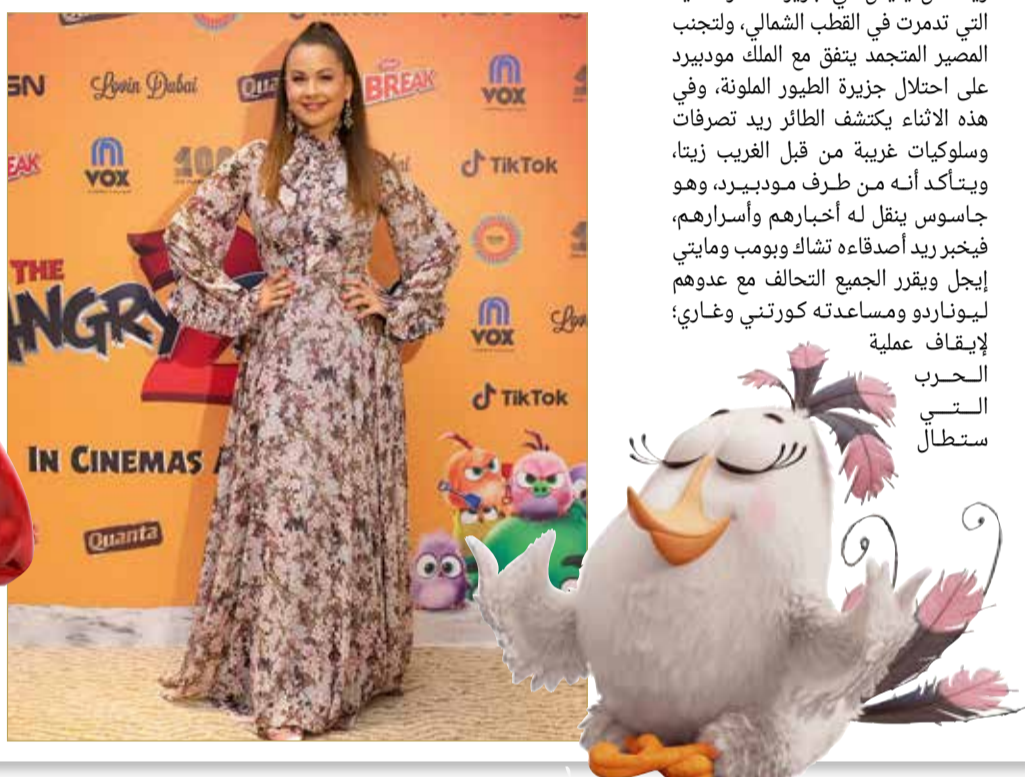 التي تدمرت في القطب الشمالي، ولتجنب
المصير المتجمد يتفق مع الملك مودبيرد
على احتلال جزيرة الطيور الملونة، وفي
هذه الاثناء يكتشف الطائر ريد تصرفات
وسلوكيات غريبة من قبل الغريب زيتا،
ويتأكد أنه من طرف مودبيرد، وهو
جاسوس ينقل له أخبارهم وأسرارهم،
فيخبر ريد أصدقاءه تشاك وبومب ومايتي
إيجل ويقرر الجميع التحالف مع عدوهم
ليوناردو ومساعدته كورتني وغاري؛
لإيقاف عملية
الحرب
التي
ستطال
Lovin Dubai
BREAK
VOX
VOX
TikTok
THE
ANGRY
2
VOX
TikTok
IN CINEMAS
Quanta